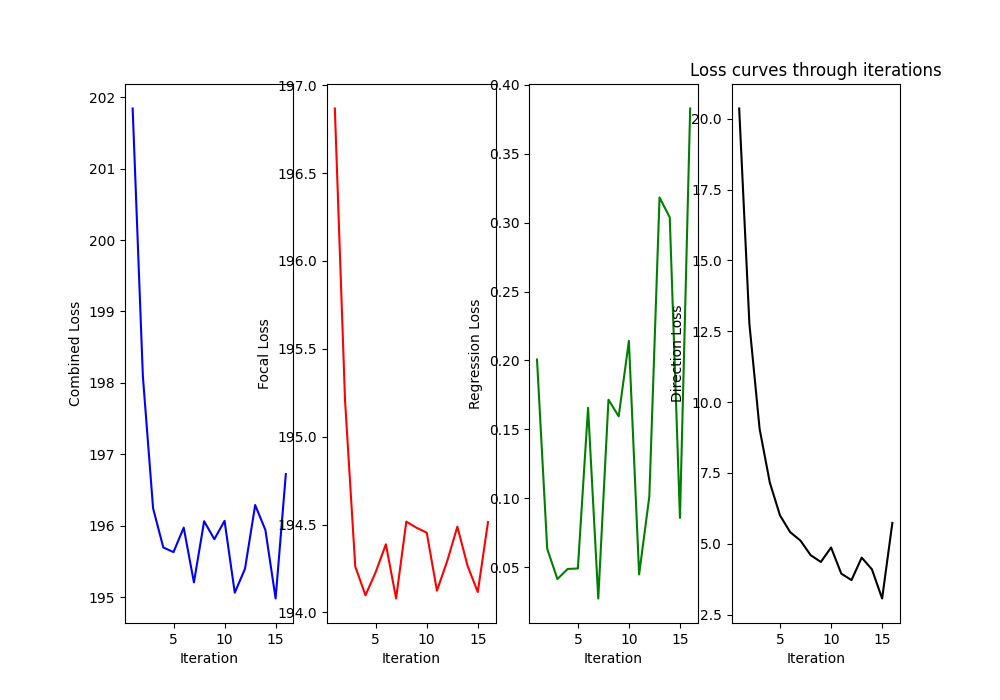 Loss curves through iterations
Combined Loss
202
201
200
199
198
197
196
195
5 10 15
Iteration
Focal Loss
197.0
196.5
196.0
195.5
195.0
194.5
194.0
5 10 15
Iteration
Regression Loss
0.40
0.35
0.30
0.25
0.20
0.15
0.10
0.05
5 10 15
Iteration
Direction Loss
20.0
17.5
15.0
12.5
10.0
7.5
5.0
2.5
5 10 15
Iteration